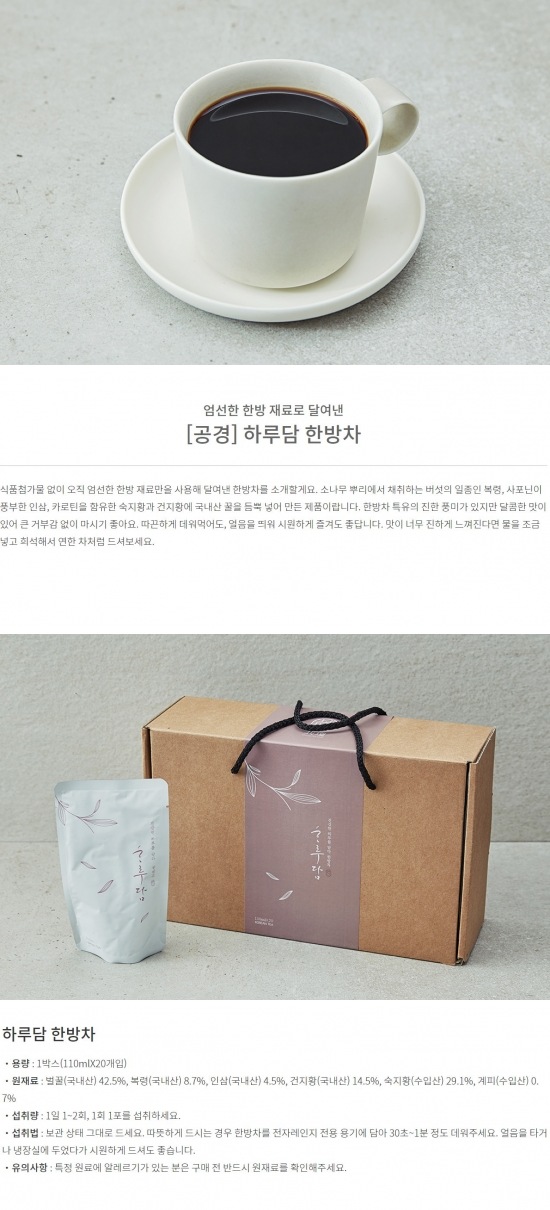 엄선한 한방 재료로 달여낸
[공경] 하루담 한방차
식품첨가물 없이 오직 엄선한 한방 재료만을 사용해 달여낸 한방차를 소개할게요. 소나무 뿌리에서 채취하는 버섯의 일종인 복령, 사포닌이
풍부한 인삼, 카로틴을 함유한 숙지황과 건지황에 국내산 꿀을 듬뿍 넣어 만든 제품이랍니다. 한방차 특유의 진한 풍미가 있지만 달콤한 맛이
있어 큰 거부감 없이 마시기 좋아요. 따끈하게 데워먹어도, 얼음을 띄워 시원하게 즐겨도 좋답니다. 맛이 너무 진하게 느껴진다면 물을 조금
넣고 희석해서 연한 차처럼 드셔보세요.
하루담
하루담
하루담 한방차
• 용량 : 1박스(110mlX20개입)
• 원재료 : 벌꿀(국내산) 42.5%, 복령(국내산) 8.7%, 인삼(국내산) 4.5%, 건지황(국내산) 14.5%, 숙지황(수입산) 29.1%, 계피(수입산) 0.
7%
• 섭취량 : 1일 1~2회, 1회 1포를 섭취하세요.
• 섭취법 : 보관 상태 그대로 드세요. 따뜻하게 드시는 경우 한방차를 전자레인지 전용 용기에 담아 30초~1분 정도 데워주세요. 얼음을 타거
나 냉장실에 두었다가 시원하게 드셔도 좋습니다.
• 유의사항 : 특정 원료에 알레르기가 있는 분은 구매 전 반드시 원재료를 확인해주세요.